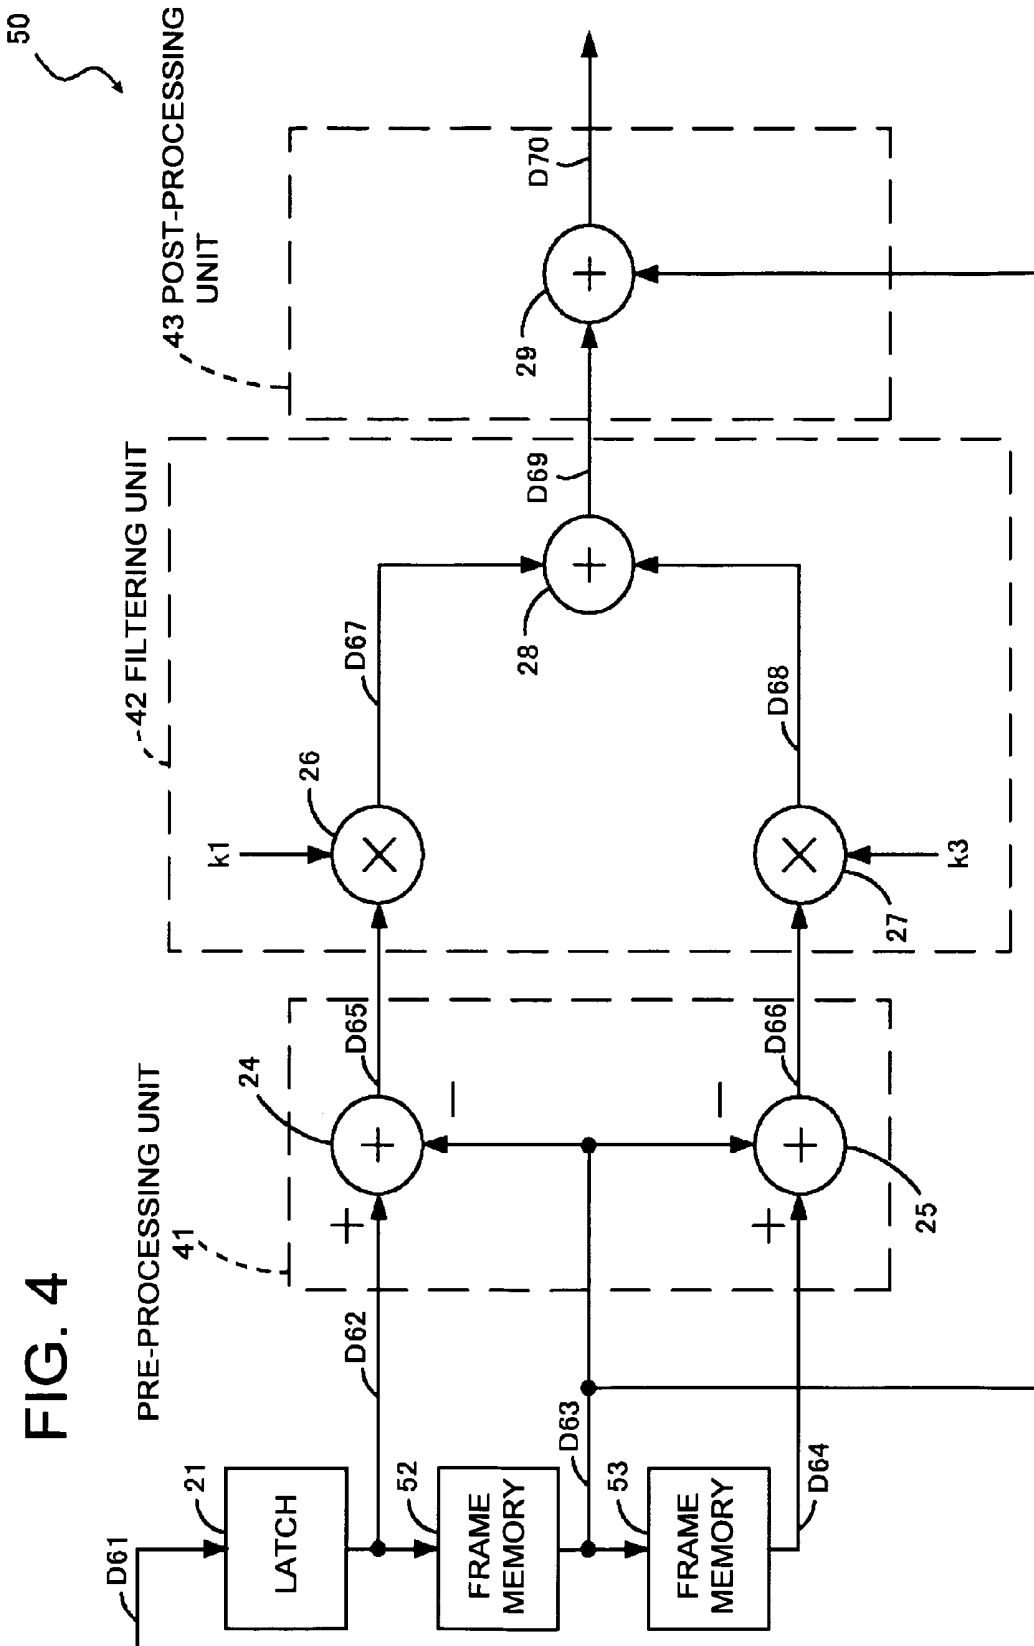 FIG. 4
50
PRE-PROCESSING UNIT
41
42 FILTERING UNIT
43 POST-PROCESSING
UNIT
D61
21
LATCH
D62
+
24
+
−
D65
k1
26
×
D67
52
FRAME
MEMORY
D63
28
+
D69
29
+
D70
53
FRAME
MEMORY
D64
+
−
+
25
D66
27
×
k3
D68